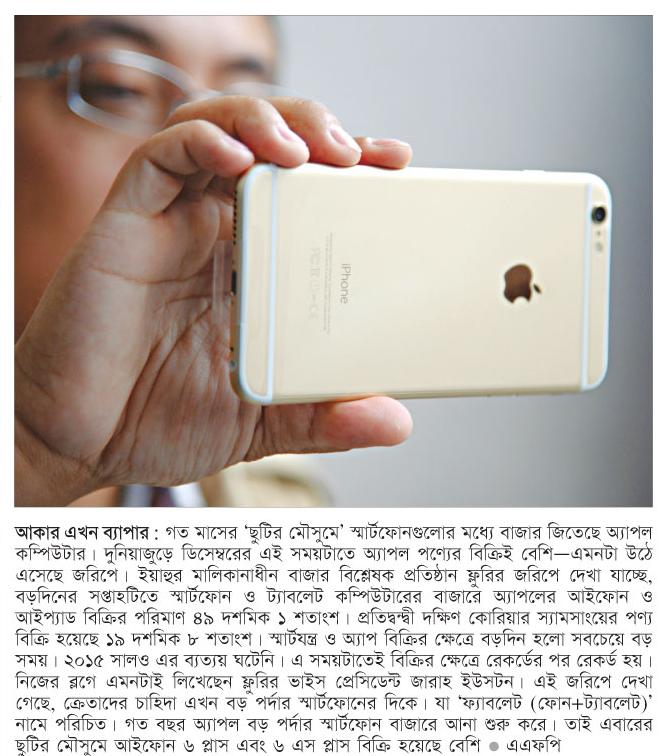 iPhone
আকার এখন ব্যাপার : গত মাসের ‘ছুটির মৌসুমে’ স্মার্টফোনগুলোর মধ্যে বাজার জিতেছে অ্যাপল
কম্পিউটার। দুনিয়াজুড়ে ডিসেম্বরের এই সময়টাতে অ্যাপল পণ্যের বিক্রিই বেশি—এমনটা উঠে
এসেছে জরিপে। ইয়াহুর মালিকানাধীন বাজার বিশ্লেষক প্রতিষ্ঠান ফ্লুরির জরিপে দেখা যাচ্ছে,
বড়দিনের সপ্তাহটিতে স্মার্টফোন ও ট্যাবলেট কম্পিউটারের বাজারে অ্যাপলের আইফোন ও
আইপ্যাড বিক্রির পরিমাণ ৪৯ দশমিক ১ শতাংশ। প্রতিদ্বন্দ্বী দক্ষিণ কোরিয়ার স্যামসাংয়ের পণ্য
বিক্রি হয়েছে ১৯ দশমিক ৮ শতাংশ। স্মার্টযন্ত্র ও অ্যাপ বিক্রির ক্ষেত্রে বড়দিন হলো সবচেয়ে বড়
সময়। ২০১৫ সালও এর ব্যত্যয় ঘটেনি। এ সময়টাতেই বিক্রির ক্ষেত্রে রেকর্ডের পর রেকর্ড হয়।
নিজের ব্লগে এমনটাই লিখেছেন ফ্লুরির ভাইস প্রেসিডেন্ট জারাহ ইউসটন। এই জরিপে দেখা
গেছে, ক্রেতাদের চাহিদা এখন বড় পর্দার স্মার্টফোনের দিকে। যা ‘ফ্যাবলেট (ফোন+ট্যাবলেট)’
নামে পরিচিত। গত বছর অ্যাপল বড় পর্দার স্মার্টফোন বাজারে আনা শুরু করে। তাই এবারের
ছুটির মৌসুমে আইফোন ৬ প্লাস এবং ৬ এস প্লাস বিক্রি হয়েছে বেশি ● এএফপি